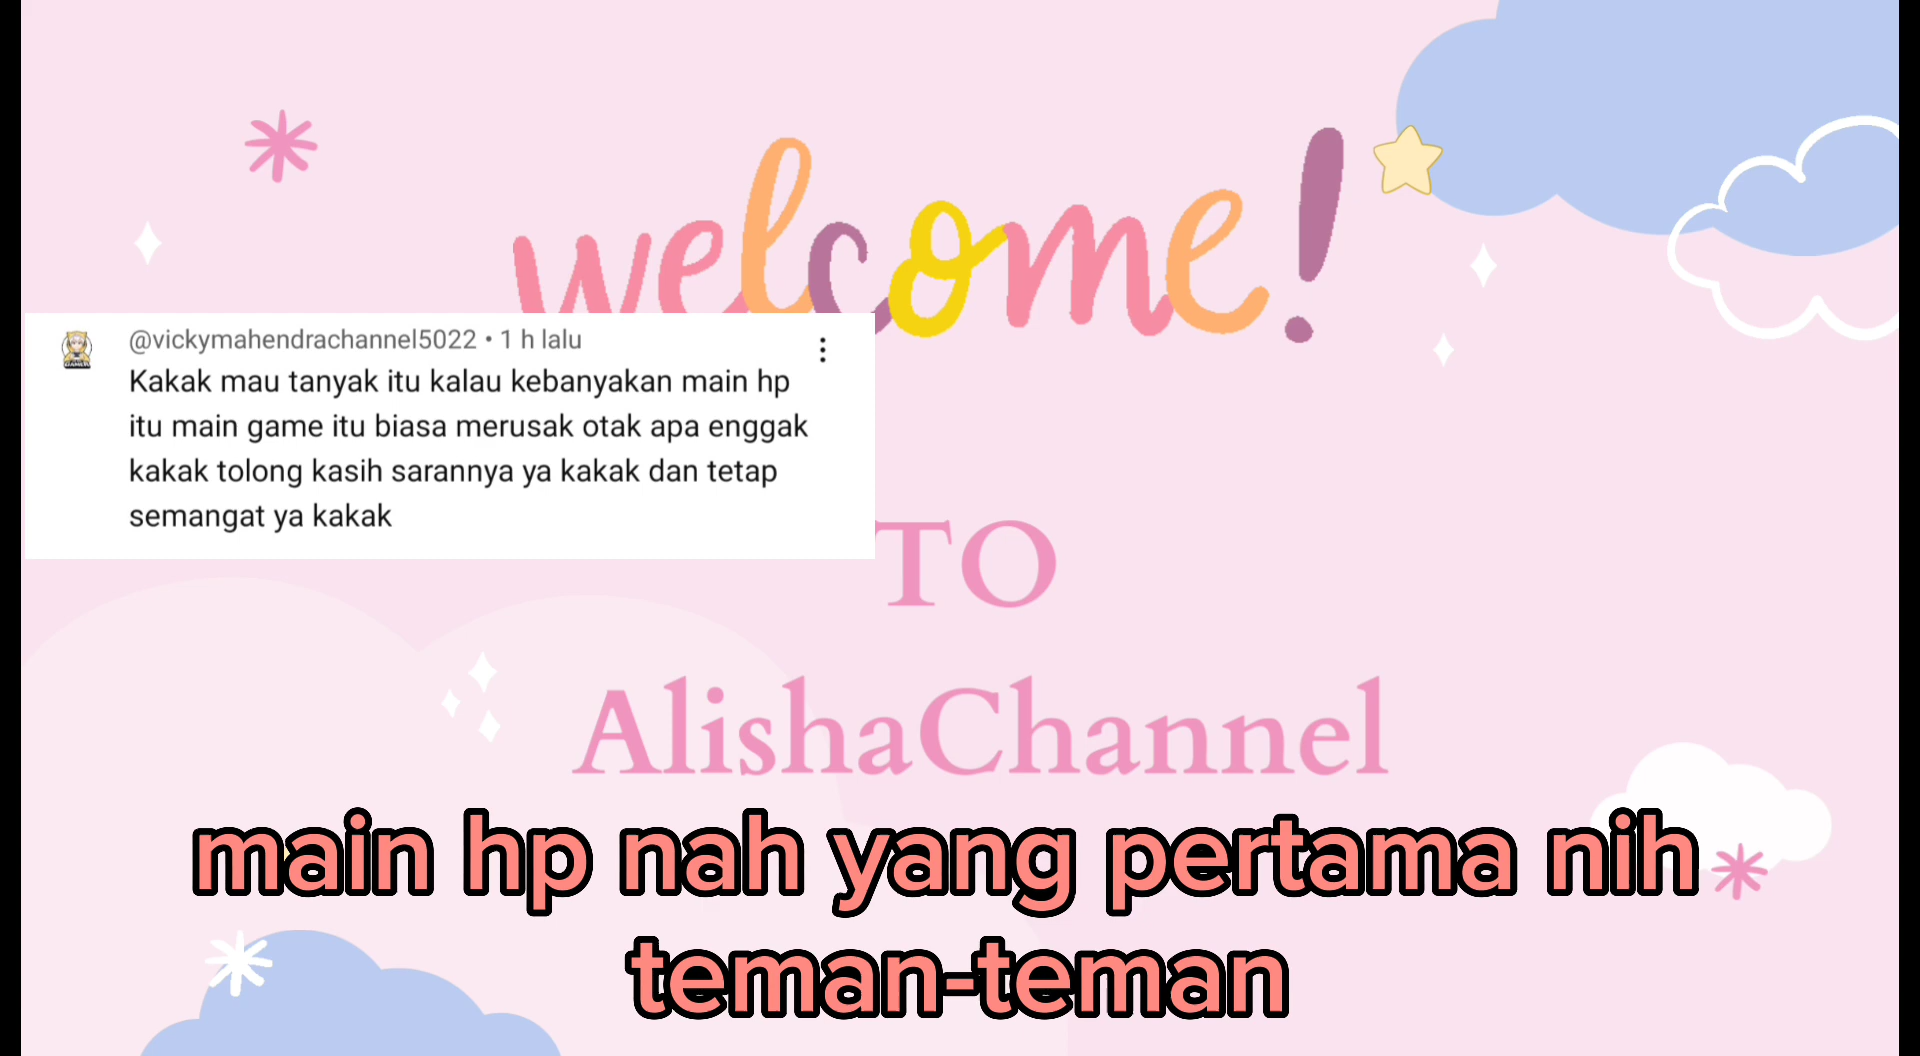 welcome!
@vickymahendrachannel5022 • 1 h lalu
Kakak mau tanyak itu kalau kebanyakan main hp
itu main game itu biasa merusak otak apa enggak
kakak tolong kasih sarannya ya kakak dan tetap
semangat ya kakak
TO
AlishaChannel
main hp nah yang pertama nih
teman-teman